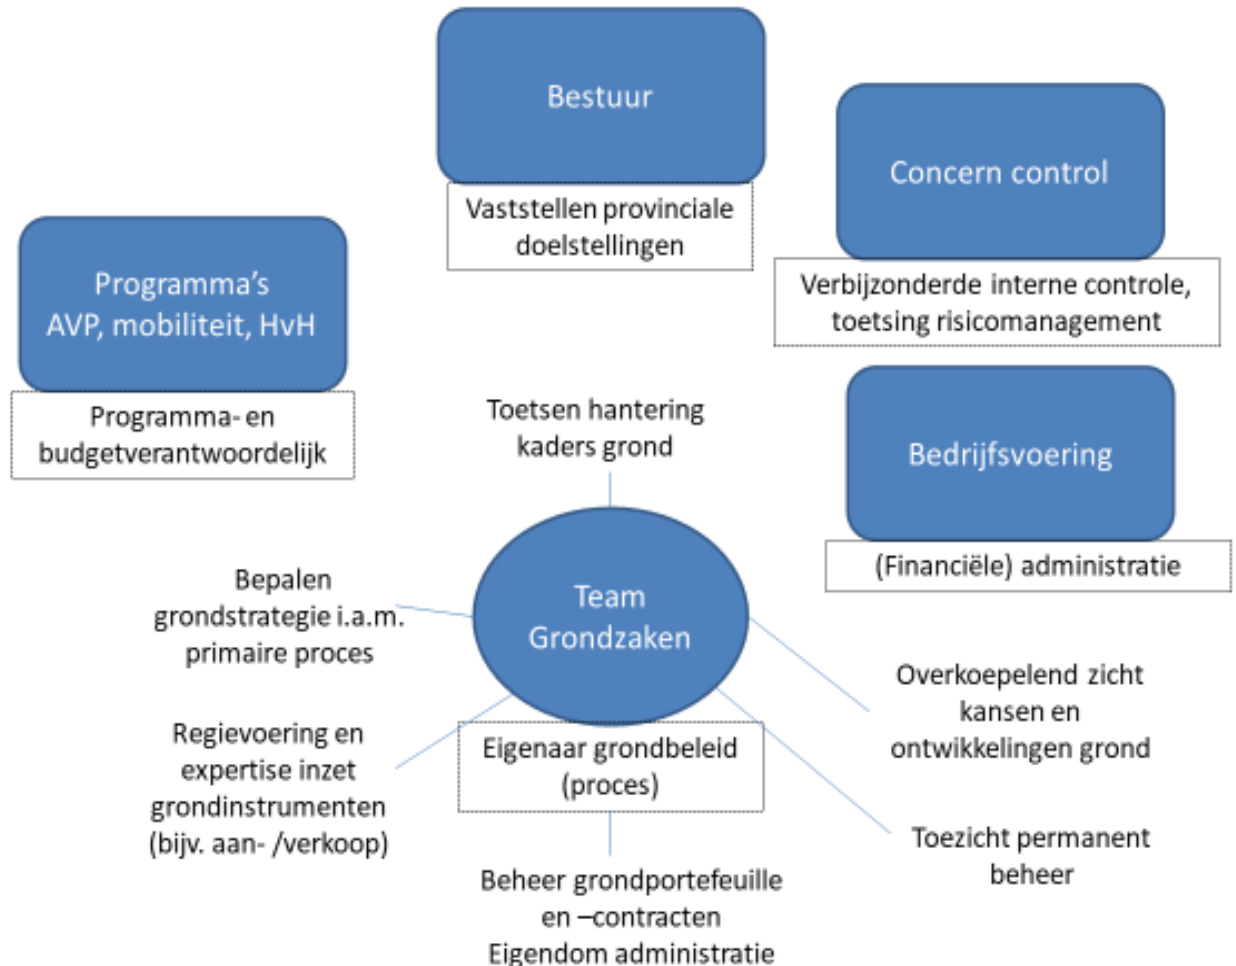 Bestuur
Vaststellen provinciale
doelstellingen
Concern control
Verbijzonderde interne controle,
toetsing risicomanagement
Programma's
AVP, mobiliteit, HvH
Programma- en
budgetverantwoordelijk
Bedrijfsvoering
(Financiële) administratie
Toetsen hantering
kaders grond
Team
Grondzaken
Eigenaar grondbeleid
(proces)
Bepalen
grondstrategie i.a.m.
primaire proces
Regievoering en
expertise inzet
grondinstrumenten
(bijv. aan- /verkoop)
Overkoepelend zicht
kansen en
ontwikkelingen grond
Toezicht permanent
beheer
Beheer grondportefeuille
en –contracten
Eigendom administratie